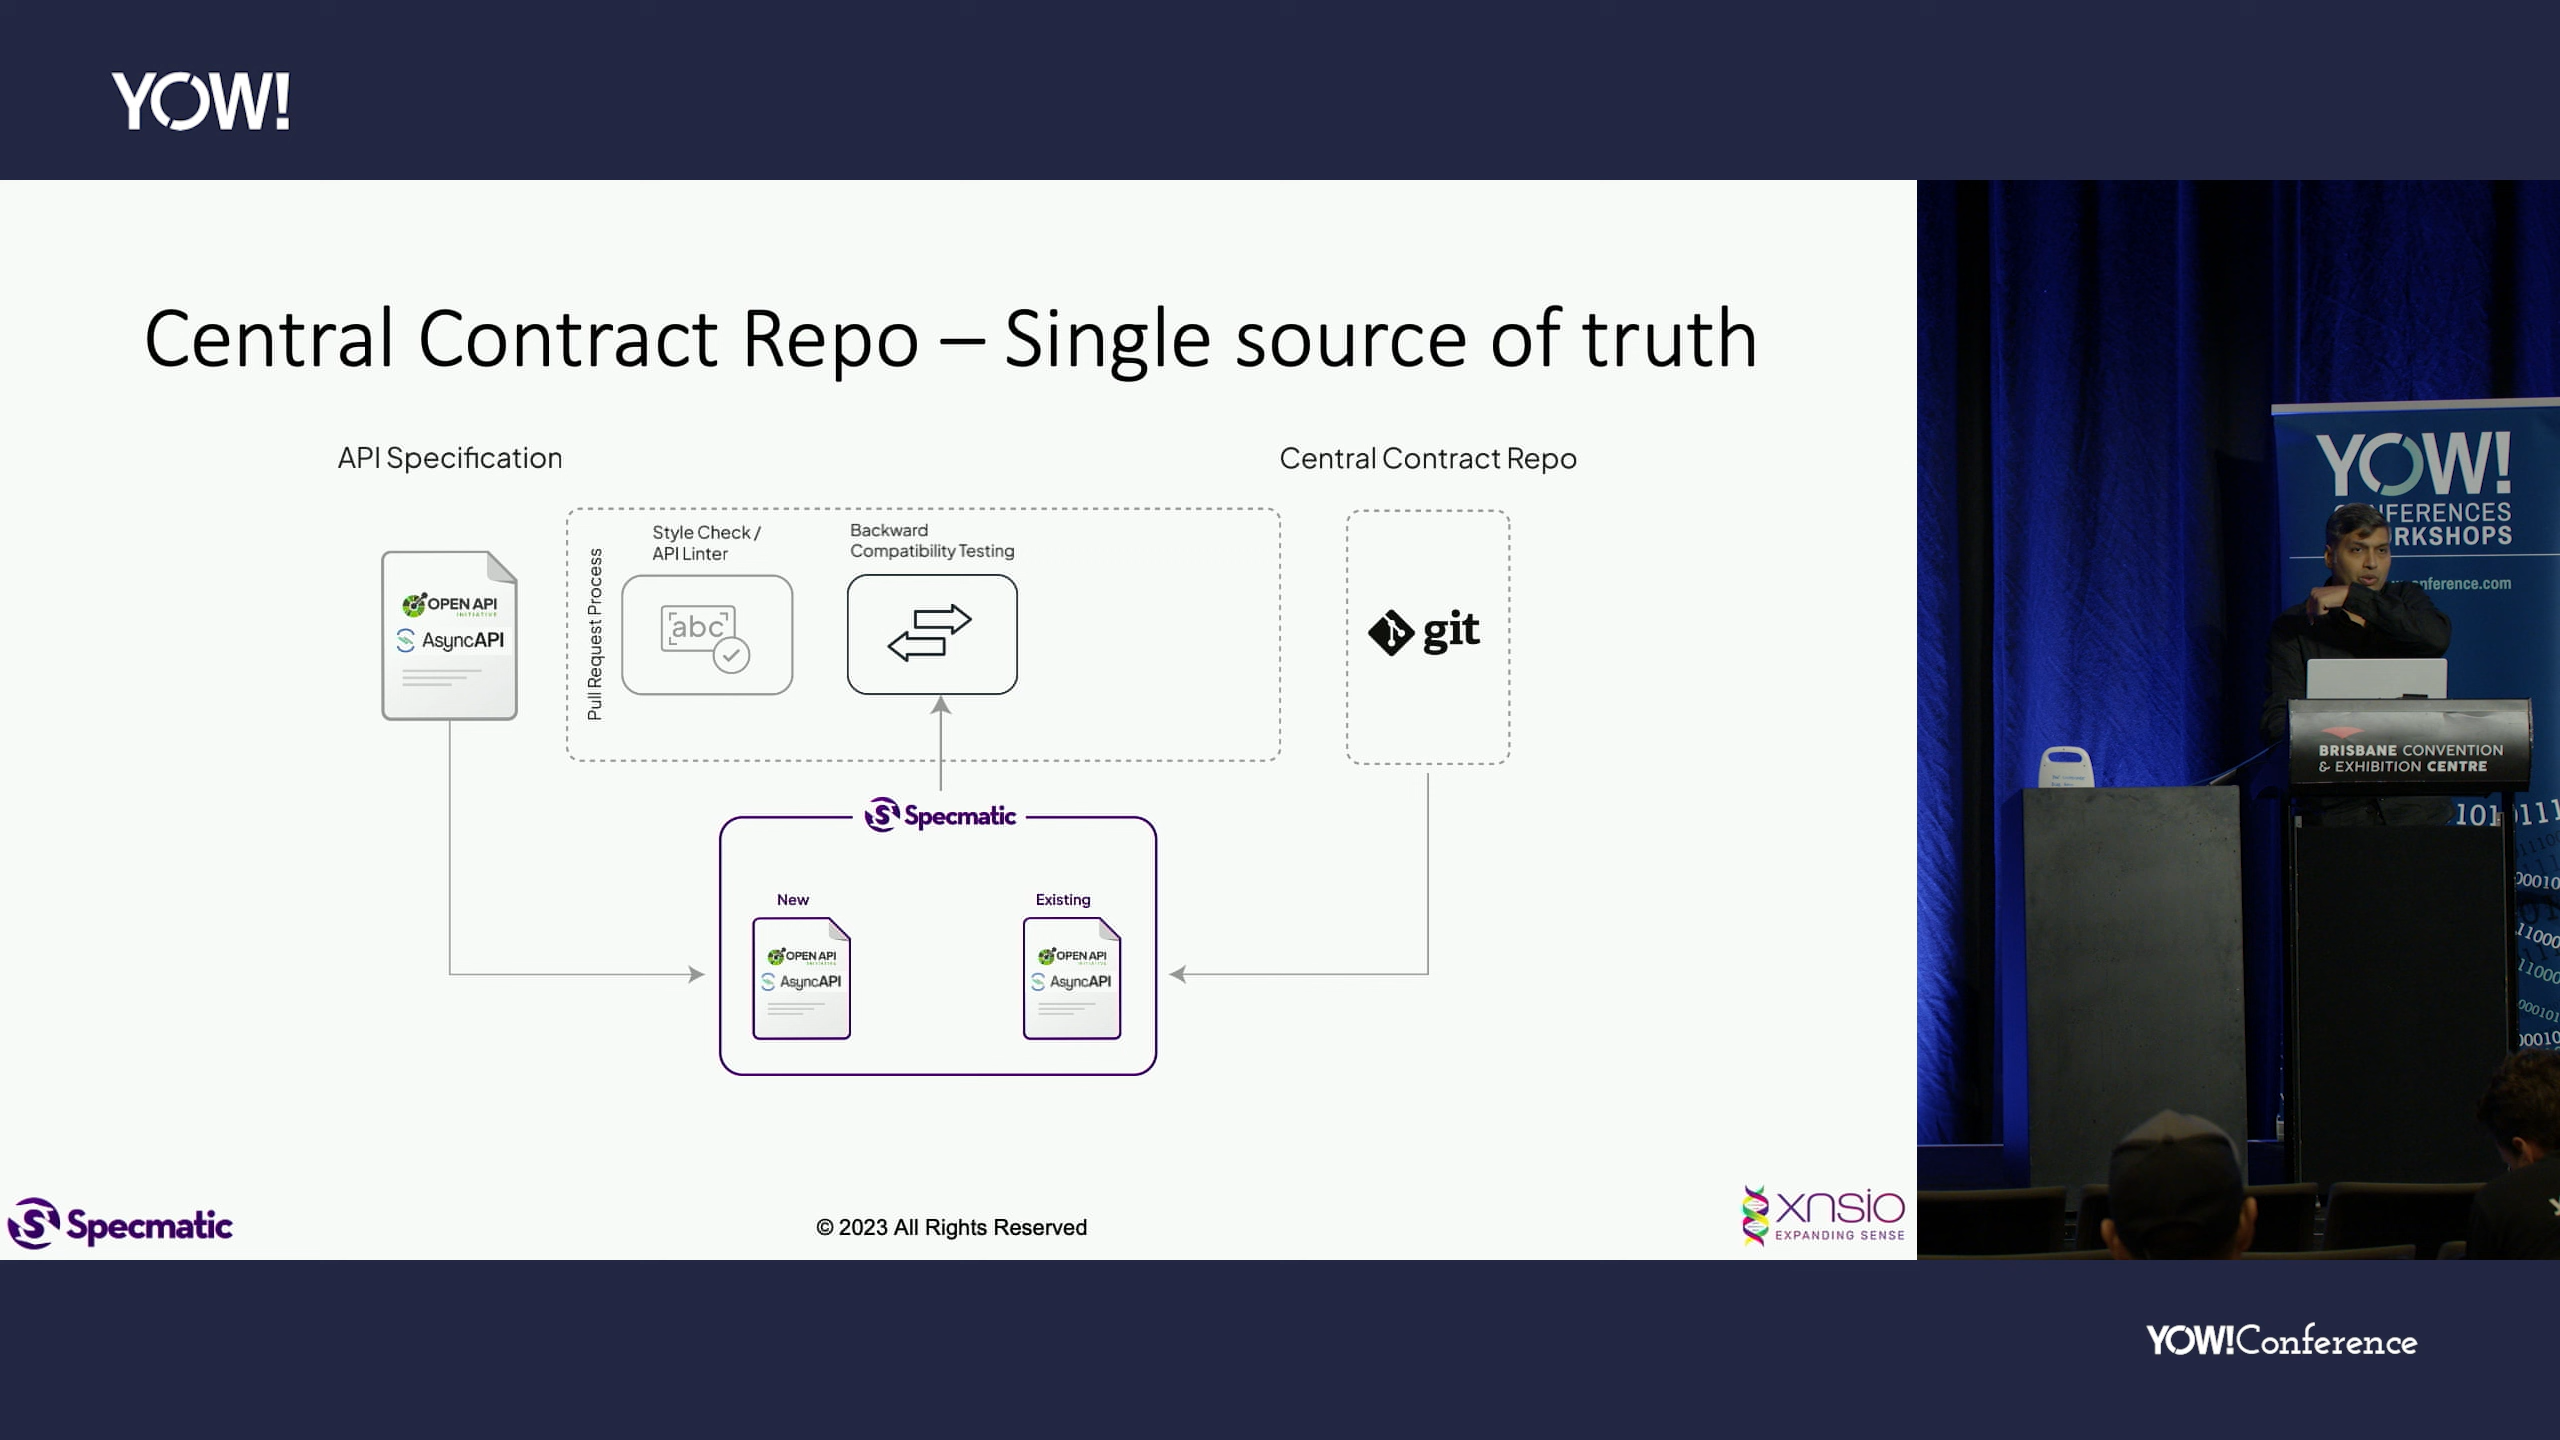 YOW!
Central Contract Repo – Single source of truth
API Specification
Central Contract Repo
Pull Request Process
Style Check /
API Linter
Backward
Compatibility Testing
OPEN API
INITIATIVE
AsyncAPI
abc
git
Specmatic
New
Existing
OPEN API
AsyncAPI
OPEN API
AsyncAPI
Specmatic
© 2023 All Rights Reserved
xnsio
EXPANDING SENSE
YOW!
CONFERENCES
nference.com
BRISBANE CONVENTION
& EXHIBITION CENTRE
YOW!Conference